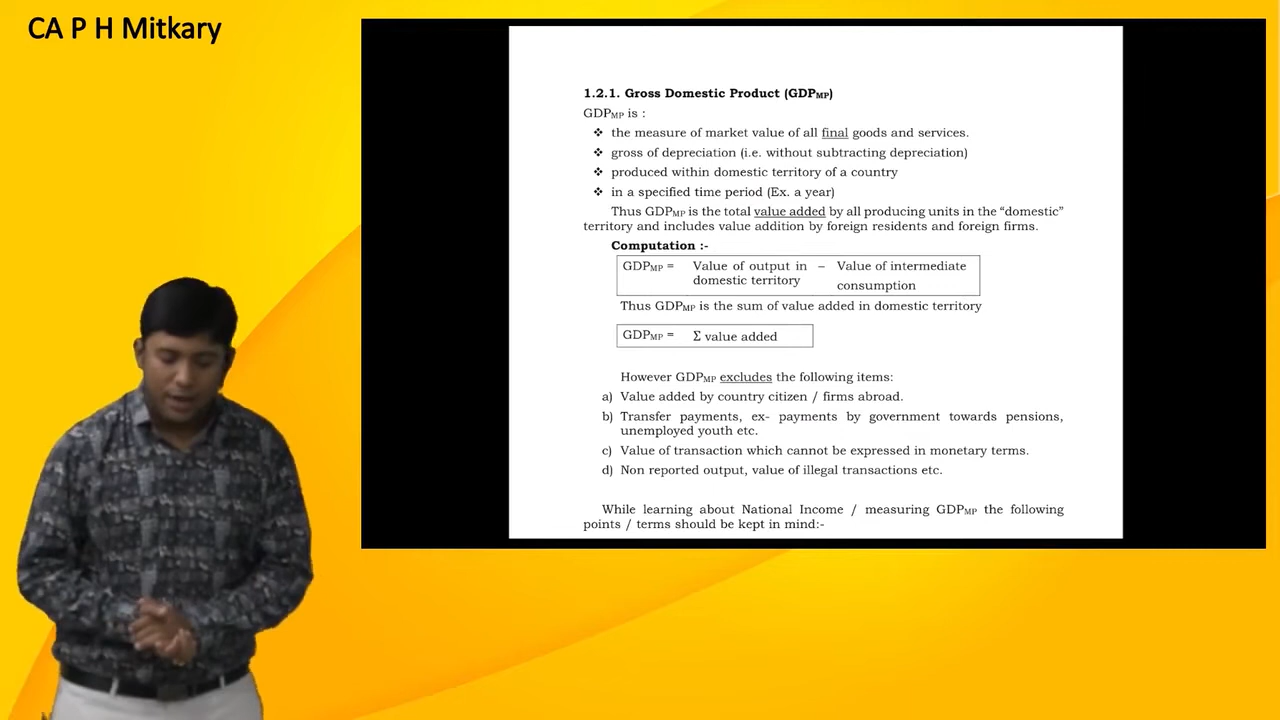 CA P H Mitkary
1.2.1. Gross Domestic Product (GDPMP)
GDPMP is :
❖ the measure of market value of all final goods and services.
❖ gross of depreciation (i.e. without subtracting depreciation)
❖ produced within domestic territory of a country
❖ in a specified time period (Ex. a year)
Thus GDPMP is the total value added by all producing units in the “domestic”
territory and includes value addition by foreign residents and foreign firms.
Computation :-
GDPMP = Value of output in – Value of intermediate
domestic territory consumption
Thus GDPMP is the sum of value added in domestic territory
GDPMP = Σ value added
However GDPMP excludes the following items:
a) Value added by country citizen / firms abroad.
b) Transfer payments, ex- payments by government towards pensions,
unemployed youth etc.
c) Value of transaction which cannot be expressed in monetary terms.
d) Non reported output, value of illegal transactions etc.
While learning about National Income / measuring GDPMP the following
points / terms should be kept in mind:-